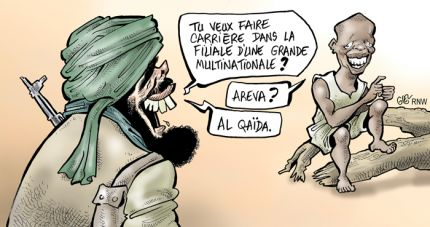 TU VEUX FAIRE
CARRIÈRE DANS LA
FILIALE D'UNE GRANDE
MULTINATIONALE ?
AREVA ?
AL QAÏDA.
RNW